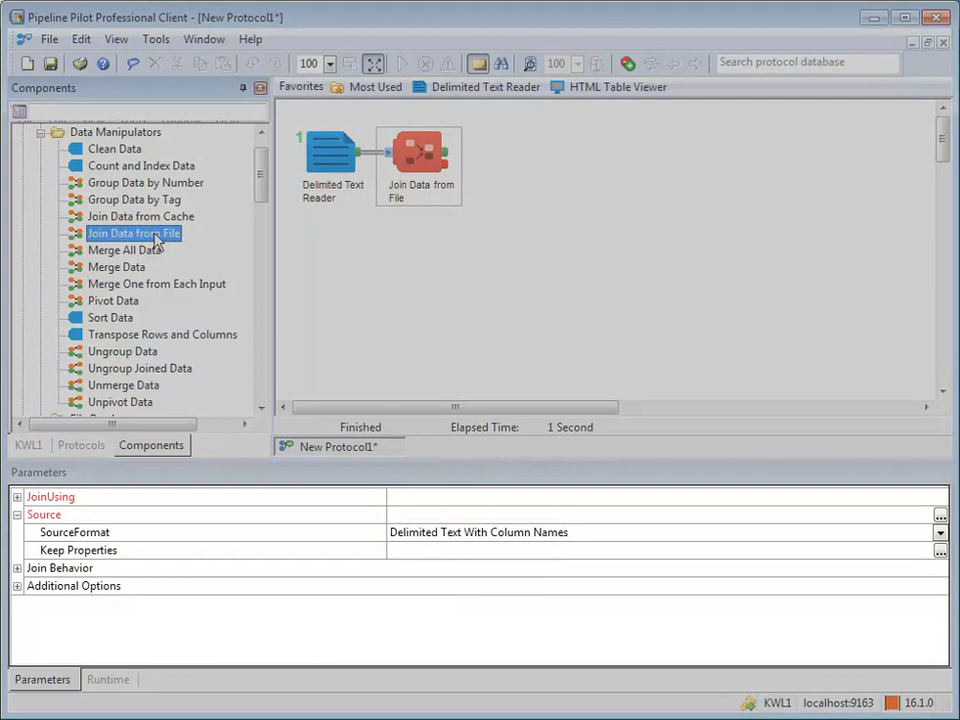 Pipeline Pilot Professional Client - [New Protocol1*]
File Edit View Tools Window Help
100 100 Search protocol database
Components
Favorites Most Used Delimited Text Reader HTML Table Viewer
Data Manipulators
Clean Data
Count and Index Data
Group Data by Number
Group Data by Tag
Join Data from Cache
Join Data from File
Merge All Data
Merge Data
Merge One from Each Input
Pivot Data
Sort Data
Transpose Rows and Columns
Ungroup Data
Ungroup Joined Data
Unmerge Data
Unpivot Data
1
Delimited Text
Reader
Join Data from
File
Finished Elapsed Time: 1 Second
KWL1 Protocols Components
New Protocol1*
Parameters
JoinUsing
Source
...
SourceFormat Delimited Text With Column Names
Keep Properties
...
Join Behavior
Additional Options
Parameters Runtime
KWL1 localhost:9163 16.1.0